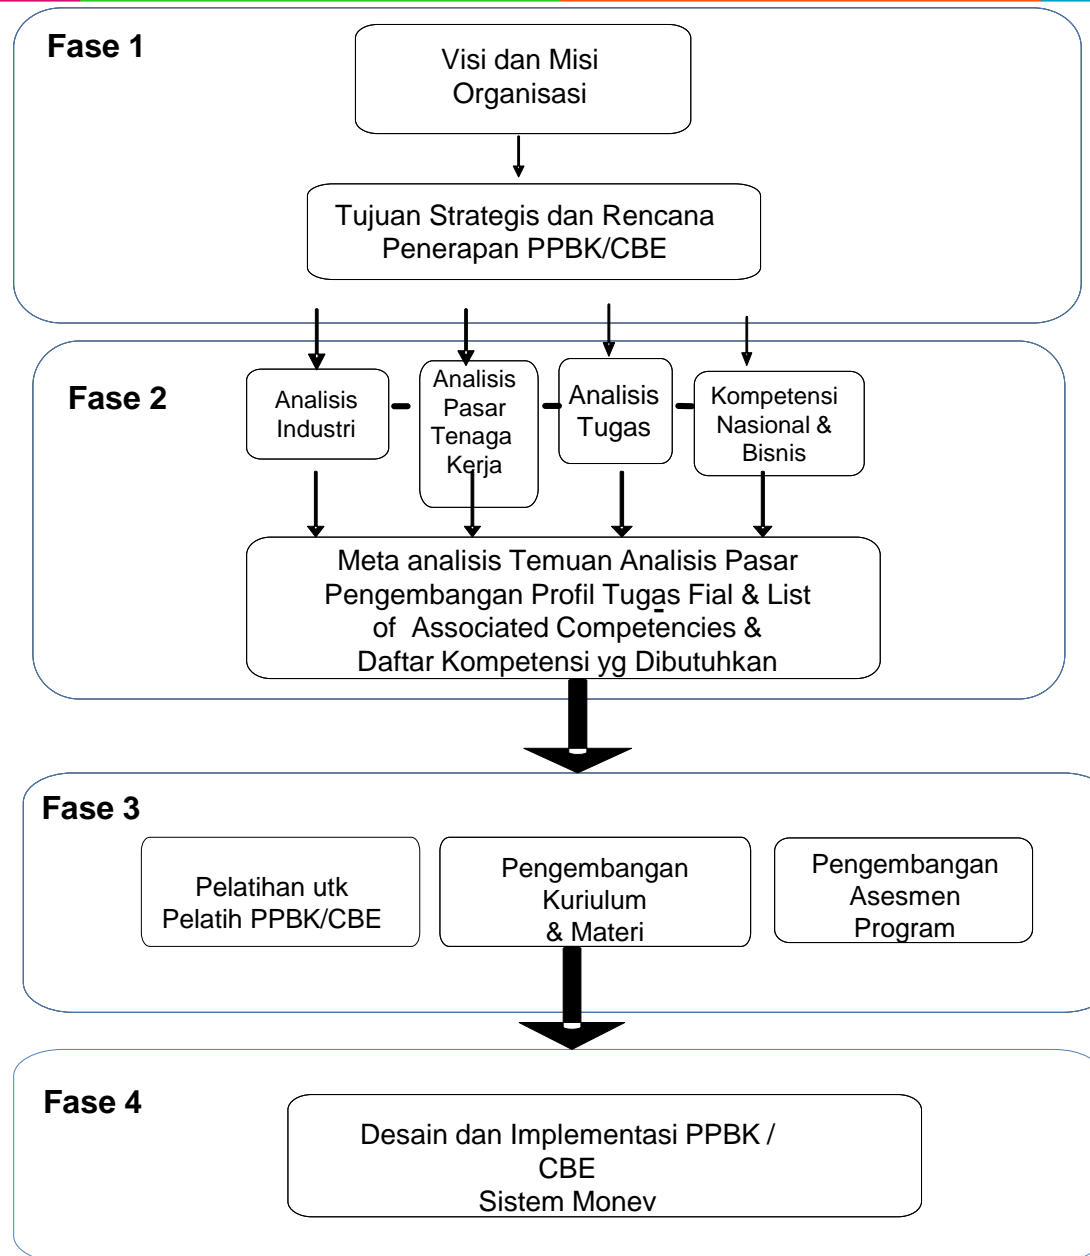 Fase 1
Visi dan Misi
Organisasi
Tujuan Strategis dan Rencana
Penerapan PPBK/CBE
Fase 2
Analisis
Industri
Analisis
Pasar
Tenaga
Kerja
Analisis
Tugas
Kompetensi
Nasional &
Bisnis
Meta analisis Temuan Analisis Pasar
Pengembangan Profil Tugas Fial & List
of Associated Competencies &
Daftar Kompetensi yg Dibutuhkan
Fase 3
Pelatihan utk
Pelatih PPBK/CBE
Pengembangan
Kuriulum
& Materi
Pengembangan
Asesmen
Program
Fase 4
Desain dan Implementasi PPBK /
CBE
Sistem Monev